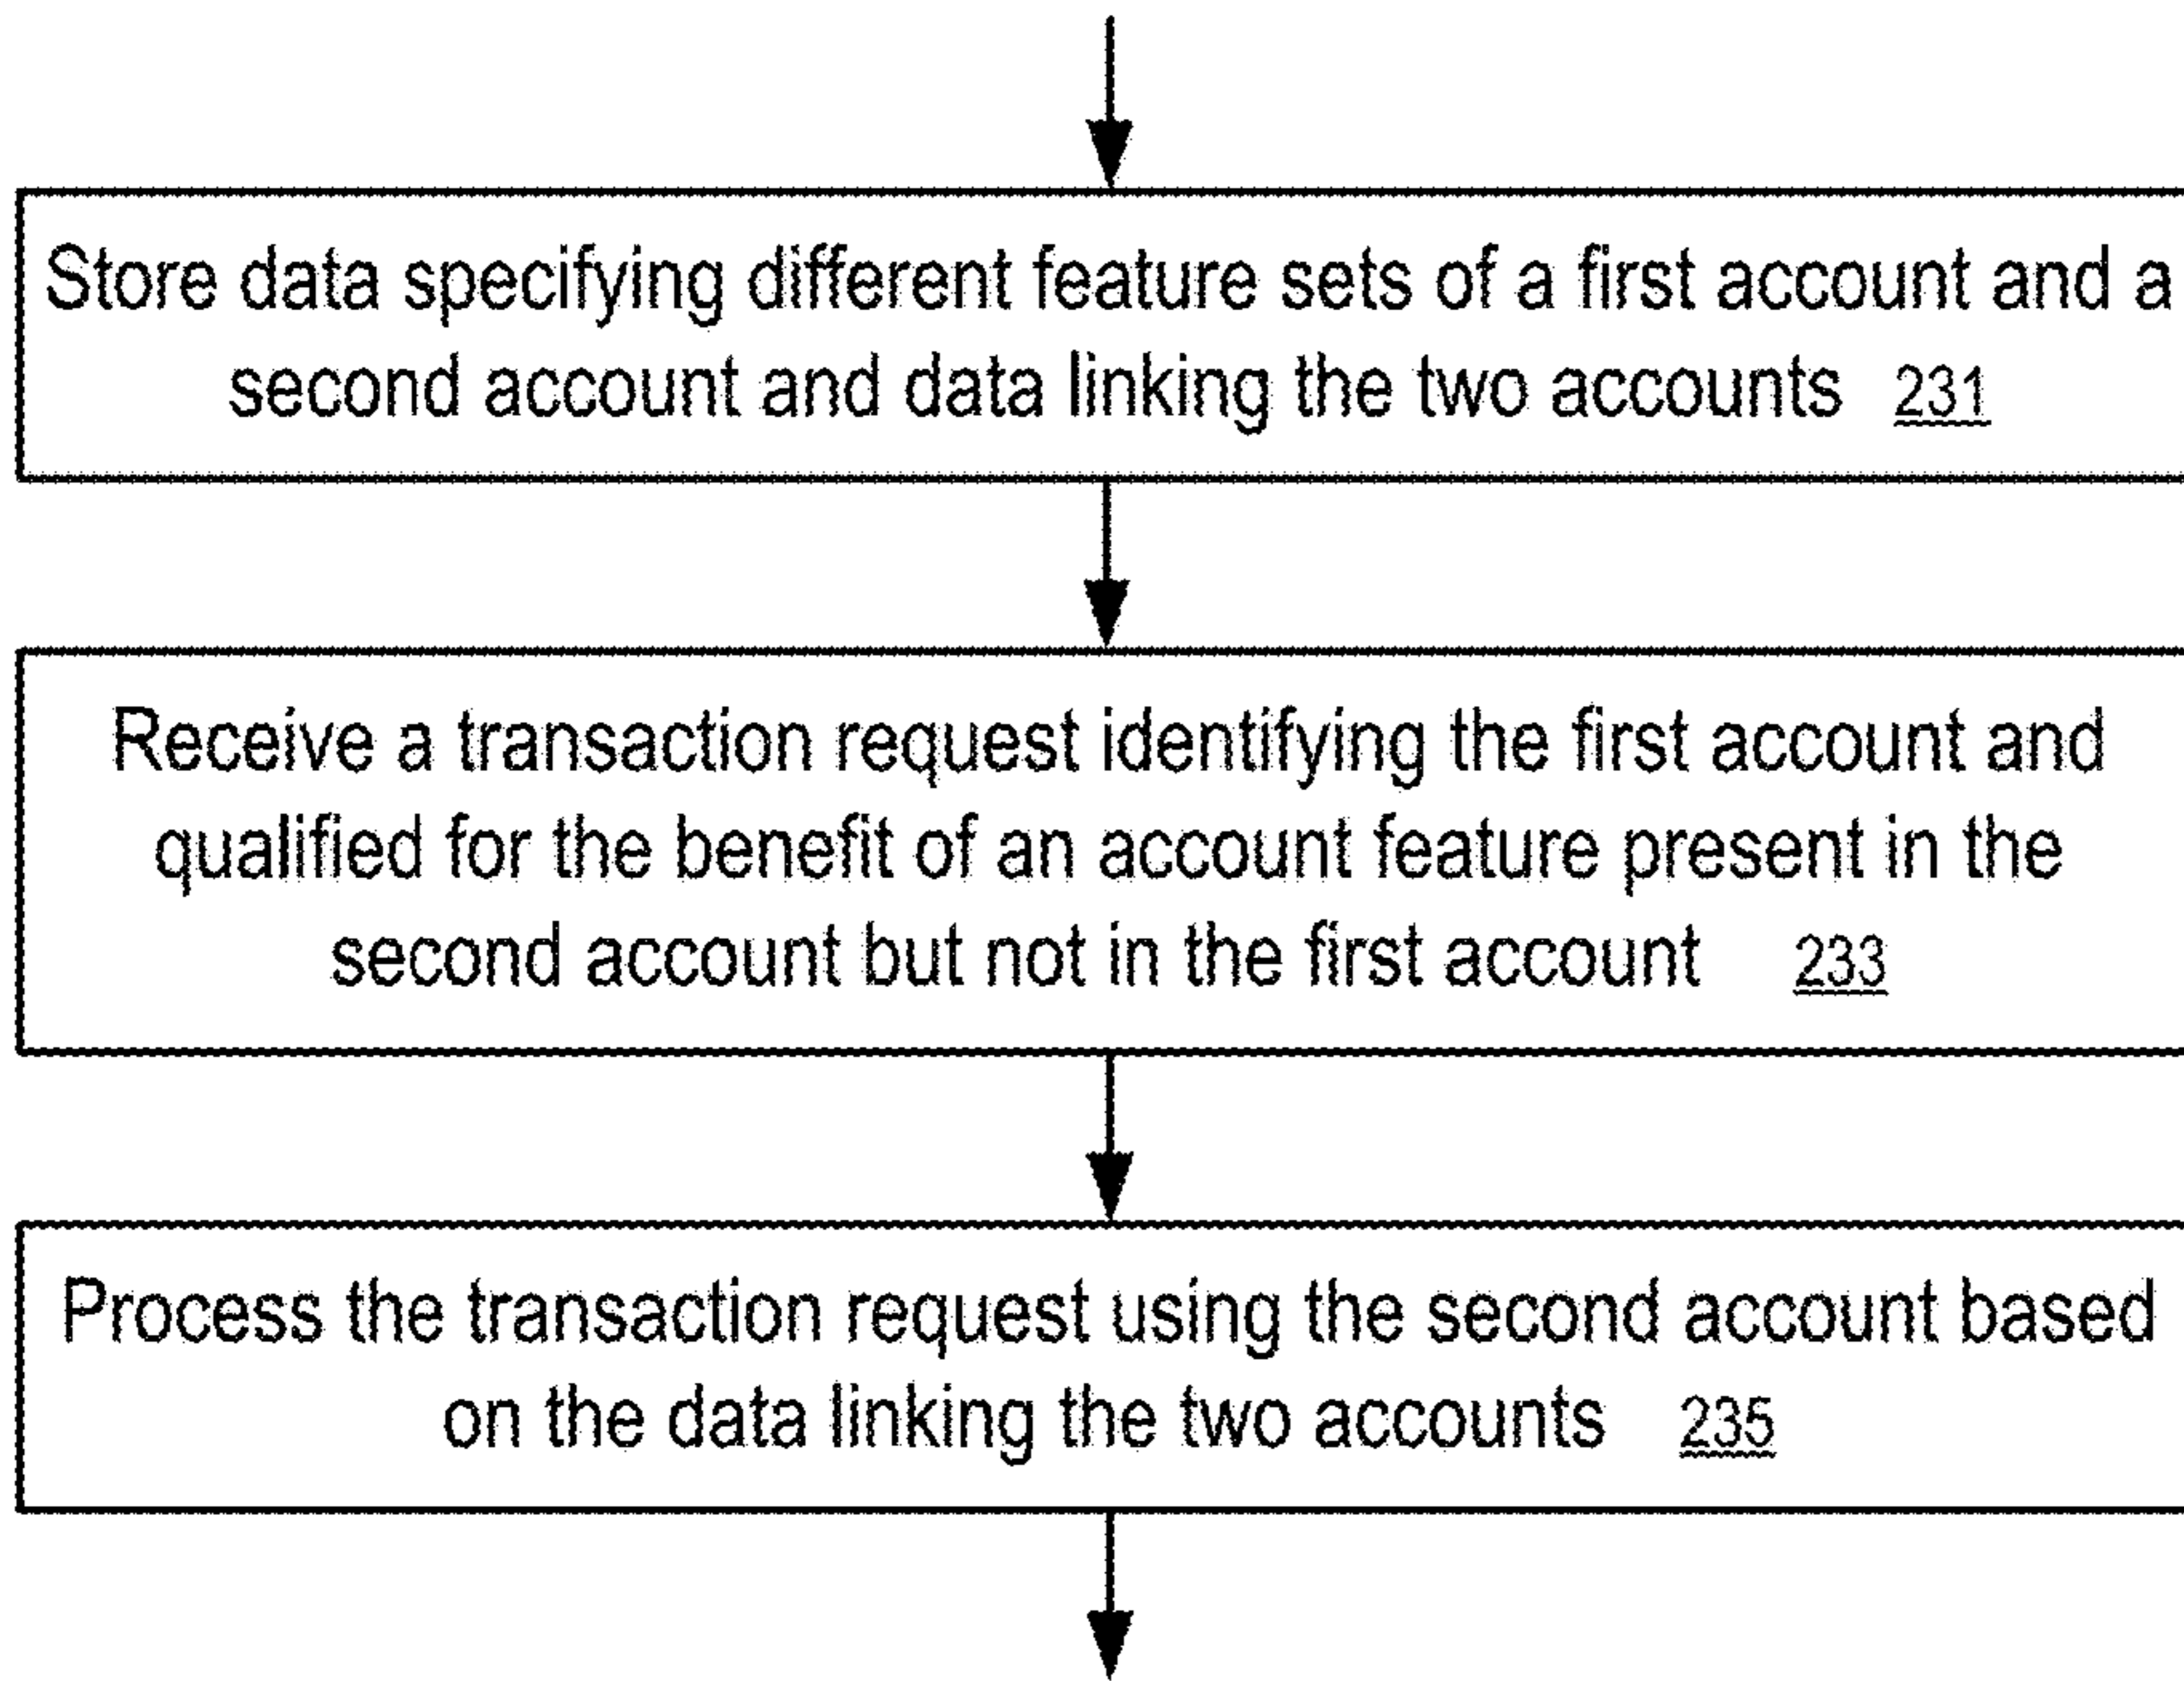 Store data specifying different feature sets of a first account and a
second account and data linking the two accounts 231
Receive a transaction request identifying the first account and
qualified for the benefit of an account feature present in the
second account but not in the first account 233
Process the transaction request using the second account based
on the data linking the two accounts 235